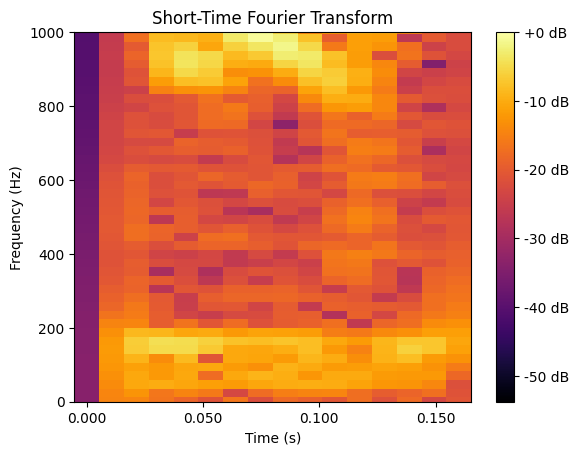 Short-Time Fourier Transform
1000
800
600
400
200
0
Frequency (Hz)
0.000
0.050
0.100
0.150
Time (s)
+0 dB
-10 dB
-20 dB
-30 dB
-40 dB
-50 dB